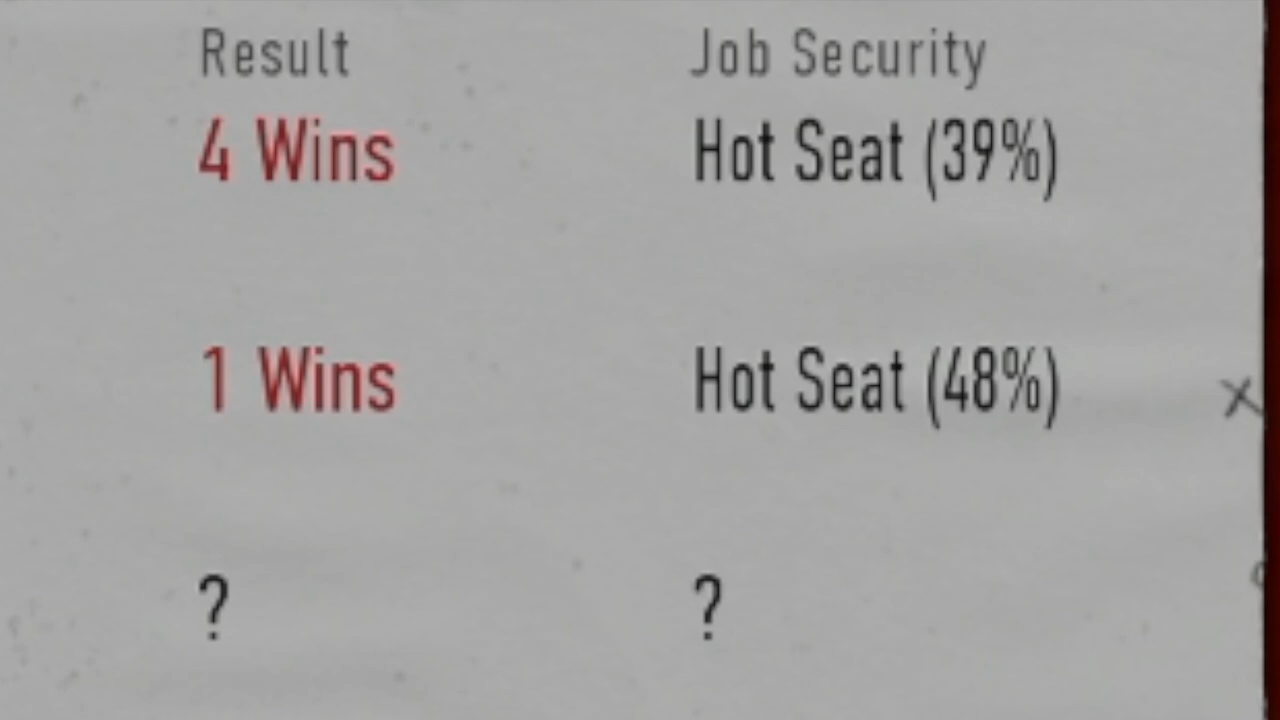 Result Job Security
4 Wins Hot Seat (39%)
1 Wins Hot Seat (48%)
? ?